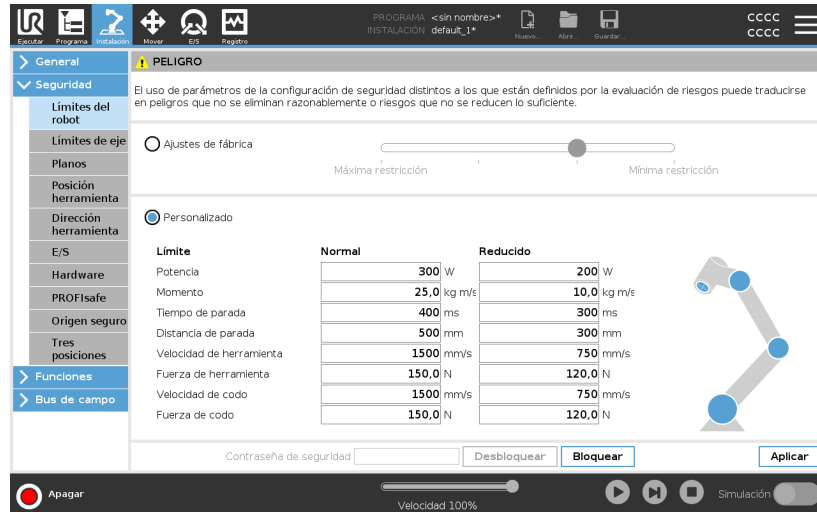 UR
Ejecutar
Programa
Instalación
Mover
E/S
Registro
PROGRAMA <sin nombre>*
INSTALACIÓN default_1*
Nuevo...
Abrir...
Guardar...
CCCC
CCCC
General
Seguridad
Límites del
robot
Límites de eje
Planos
Posición
herramienta
Dirección
herramienta
E/S
Hardware
PROFIsafe
Origen seguro
Tres
posiciones
Funciones
Bus de campo
PELIGRO
El uso de parámetros de la configuración de seguridad distintos a los que están definidos por la evaluación de riesgos puede traducirse
en peligros que no se eliminan razonablemente o riesgos que no se reducen lo suficiente.
Ajustes de fábrica
Máxima restricción Mínima restricción
Personalizado
Límite Normal Reducido
Potencia 300 W 200 W
Momento 25,0 kg m/s 10,0 kg m/s
Tiempo de parada 400 ms 300 ms
Distancia de parada 500 mm 300 mm
Velocidad de herramienta 1500 mm/s 750 mm/s
Fuerza de herramienta 150,0 N 120,0 N
Velocidad de codo 1500 mm/s 750 mm/s
Fuerza de codo 150,0 N 120,0 N
Contraseña de seguridad Desbloquear Bloquear Aplicar
Apagar
Velocidad 100%
Simulación